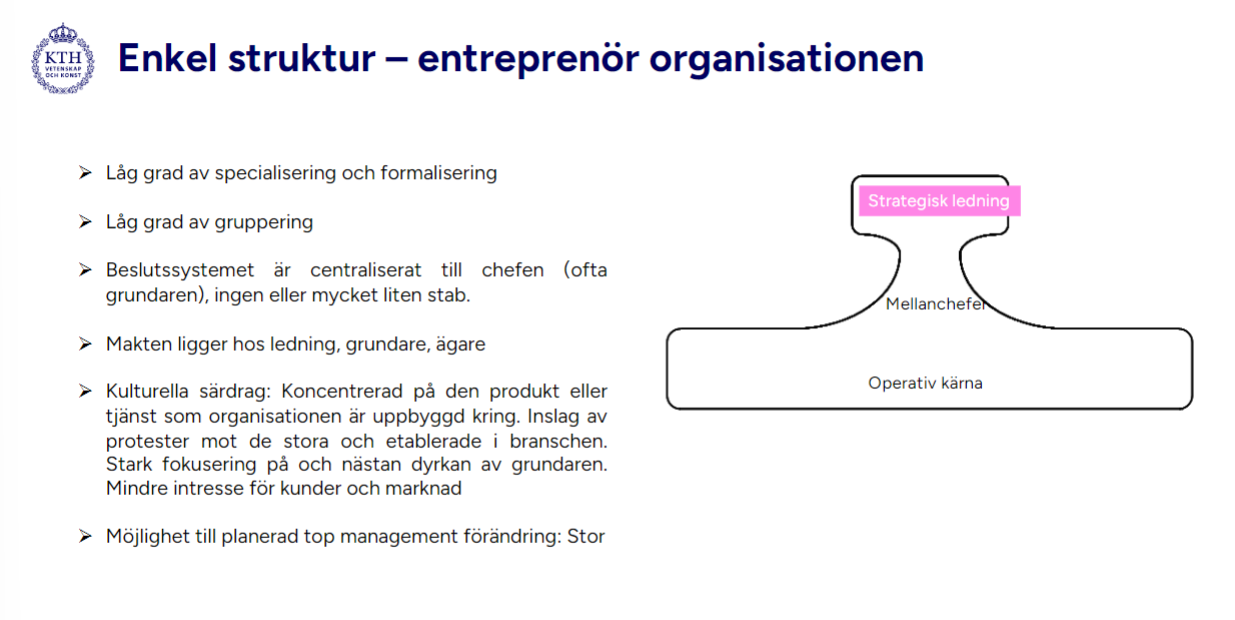 KTH
VETENSKAP
OCH KONST
Enkel struktur – entreprenör organisationen
➢ Låg grad av specialisering och formalisering
➢ Låg grad av gruppering
➢ Beslutssystemet är centraliserat till chefen (ofta
grundaren), ingen eller mycket liten stab.
➢ Makten ligger hos ledning, grundare, ägare
➢ Kulturella särdrag: Koncentrerad på den produkt eller
tjänst som organisationen är uppbyggd kring. Inslag av
protester mot de stora och etablerade i branschen.
Stark fokusering på och nästan dyrkan av grundaren.
Mindre intresse för kunder och marknad
➢ Möjlighet till planerad top management förändring: Stor
Strategisk ledning
Mellanchefer
Operativ kärna